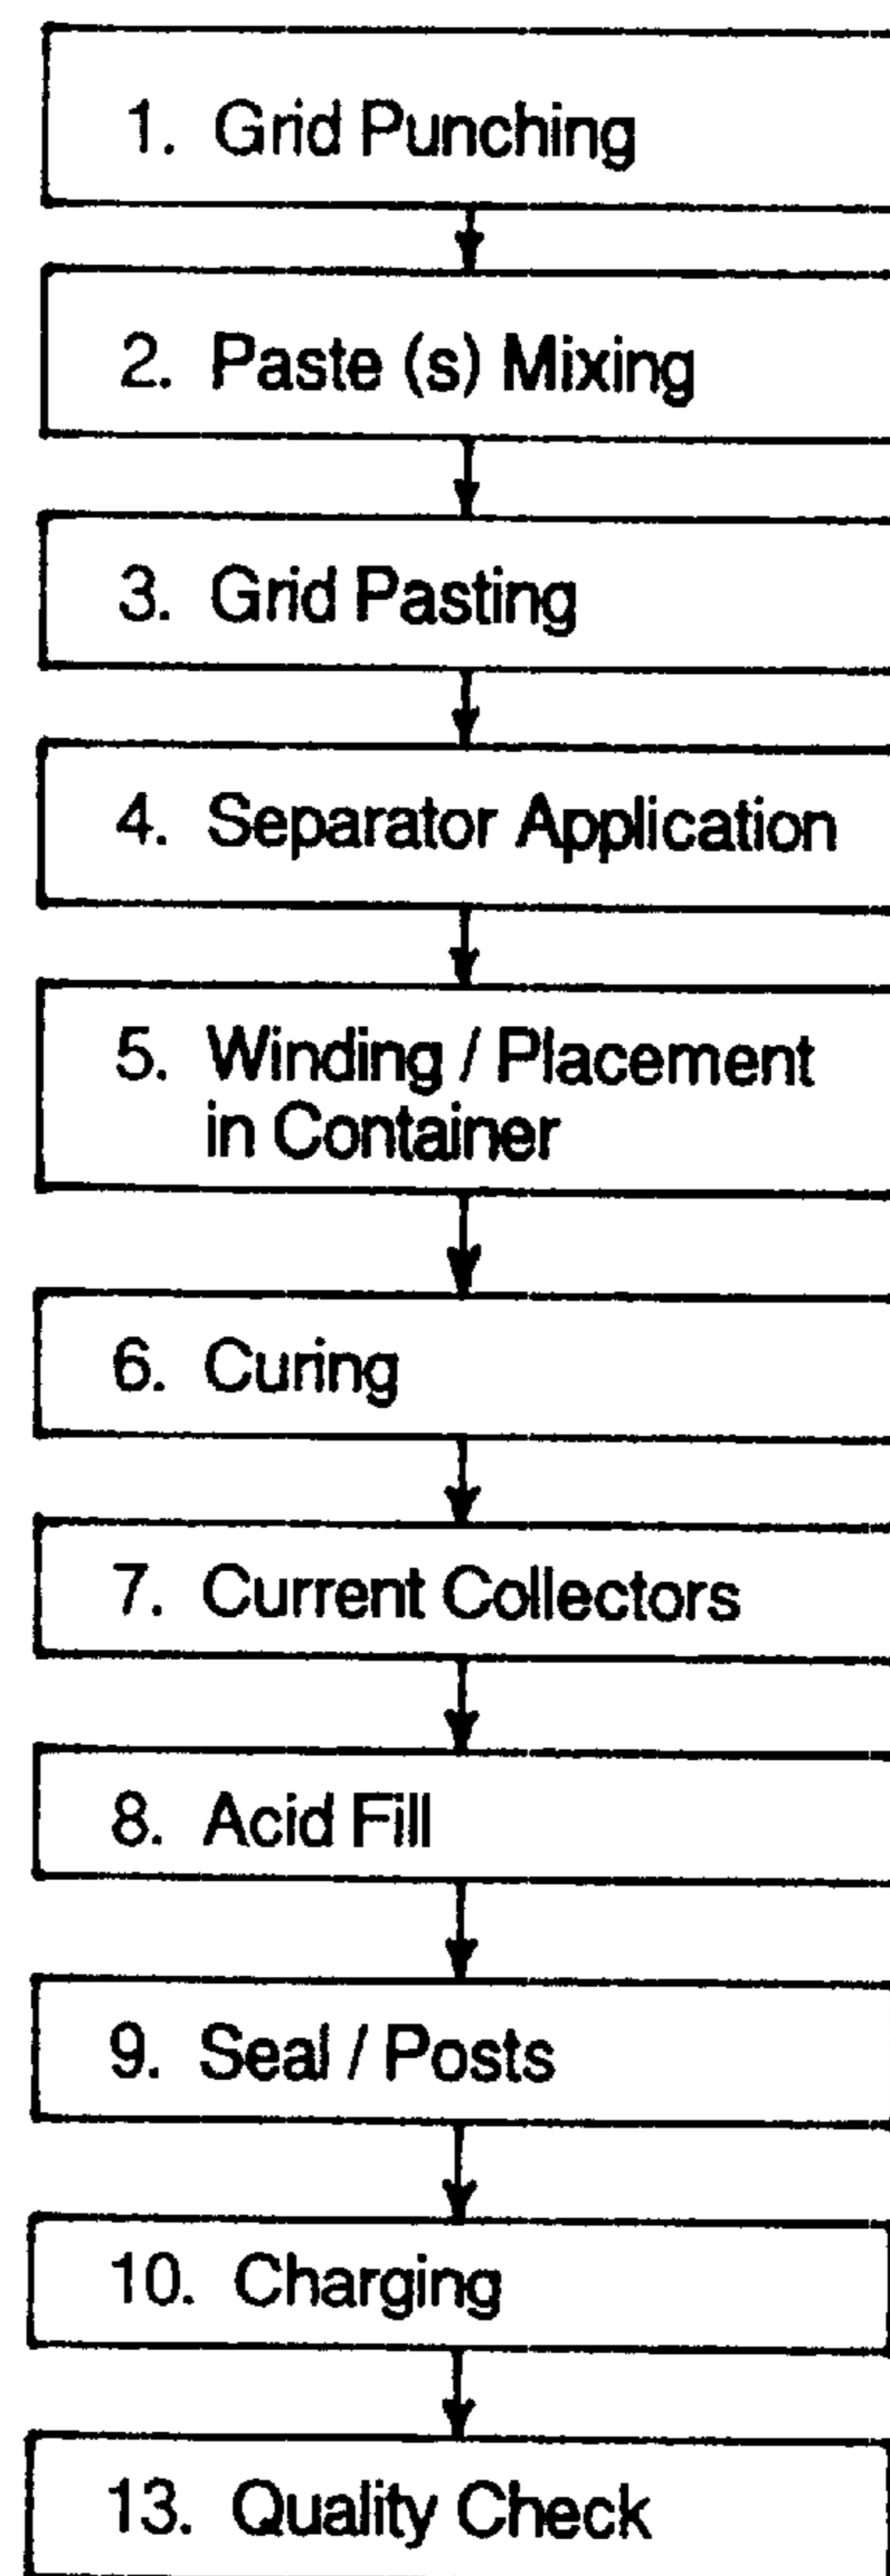 1. Grid Punching
2. Paste (s) Mixing
3. Grid Pasting
4. Separator Application
5. Winding / Placement
in Container
6. Curing
7. Current Collectors
8. Acid Fill
9. Seal / Posts
10. Charging
13. Quality Check